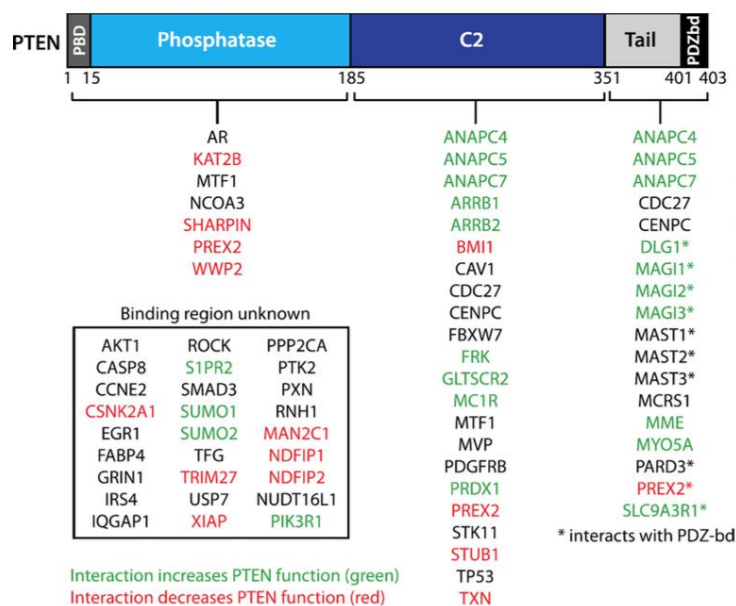 PTEN PBD Phosphatase C2 Tail PDZbd
1 15 185 351 401 403
AR
KAT2B
MTF1
NCOA3
SHARPIN
PREX2
WWP2
ANAPC4
ANAPC5
ANAPC7
ARRB1
ARRB2
BMI1
CAV1
CDC27
CENPC
FBXW7
FRK
GLTSCR2
MC1R
MTF1
MVP
PDGFRB
PRDX1
PREX2
STK11
STUB1
TP53
TXN
ANAPC4
ANAPC5
ANAPC7
CDC27
CENPC
DLG1*
MAGI1*
MAGI2*
MAGI3*
MAST1*
MAST2*
MAST3*
MCRS1
MME
MYO5A
PARD3*
PREX2*
SLC9A3R1*
* interacts with PDZ-bd
Binding region unknown
AKT1 ROCK PPP2CA
CASP8 S1PR2 PTK2
CCNE2 SMAD3 PXN
CSNK2A1 SUMO1 RNH1
EGR1 SUMO2 MAN2C1
FABP4 TFG NDFIP1
GRIN1 TRIM27 NDFIP2
IRS4 USP7 NUDT16L1
IQGAP1 XIAP PIK3R1
Interaction increases PTEN function (green)
Interaction decreases PTEN function (red)